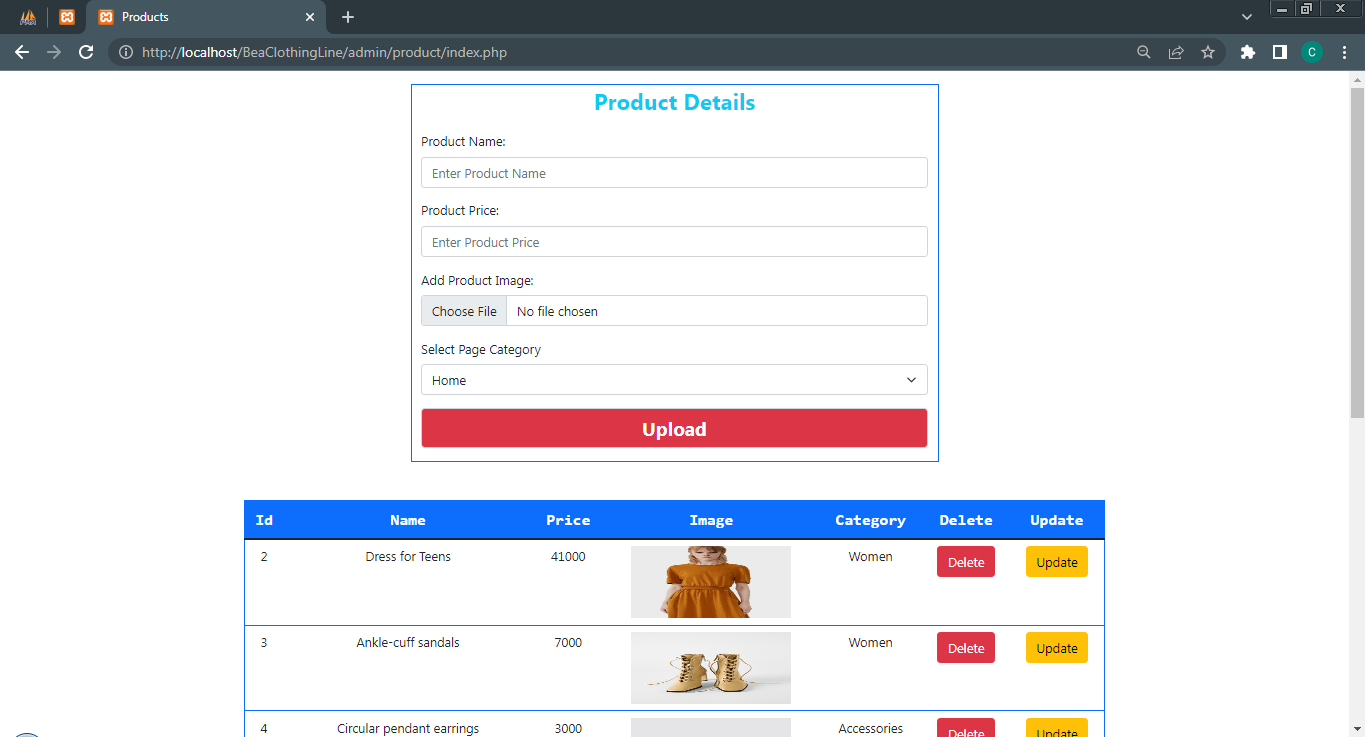 Products
http://localhost/BeaClothingLine/admin/product/index.php
C
Product Details
Product Name:
Enter Product Name
Product Price:
Enter Product Price
Add Product Image:
Choose File No file chosen
Select Page Category
Home
Upload
Id Name Price Image Category Delete Update
2 Dress for Teens 41000 Women Delete Update
3 Ankle-cuff sandals 7000 Women Delete Update
4 Circular pendant earrings 3000 Accessories Delete Update